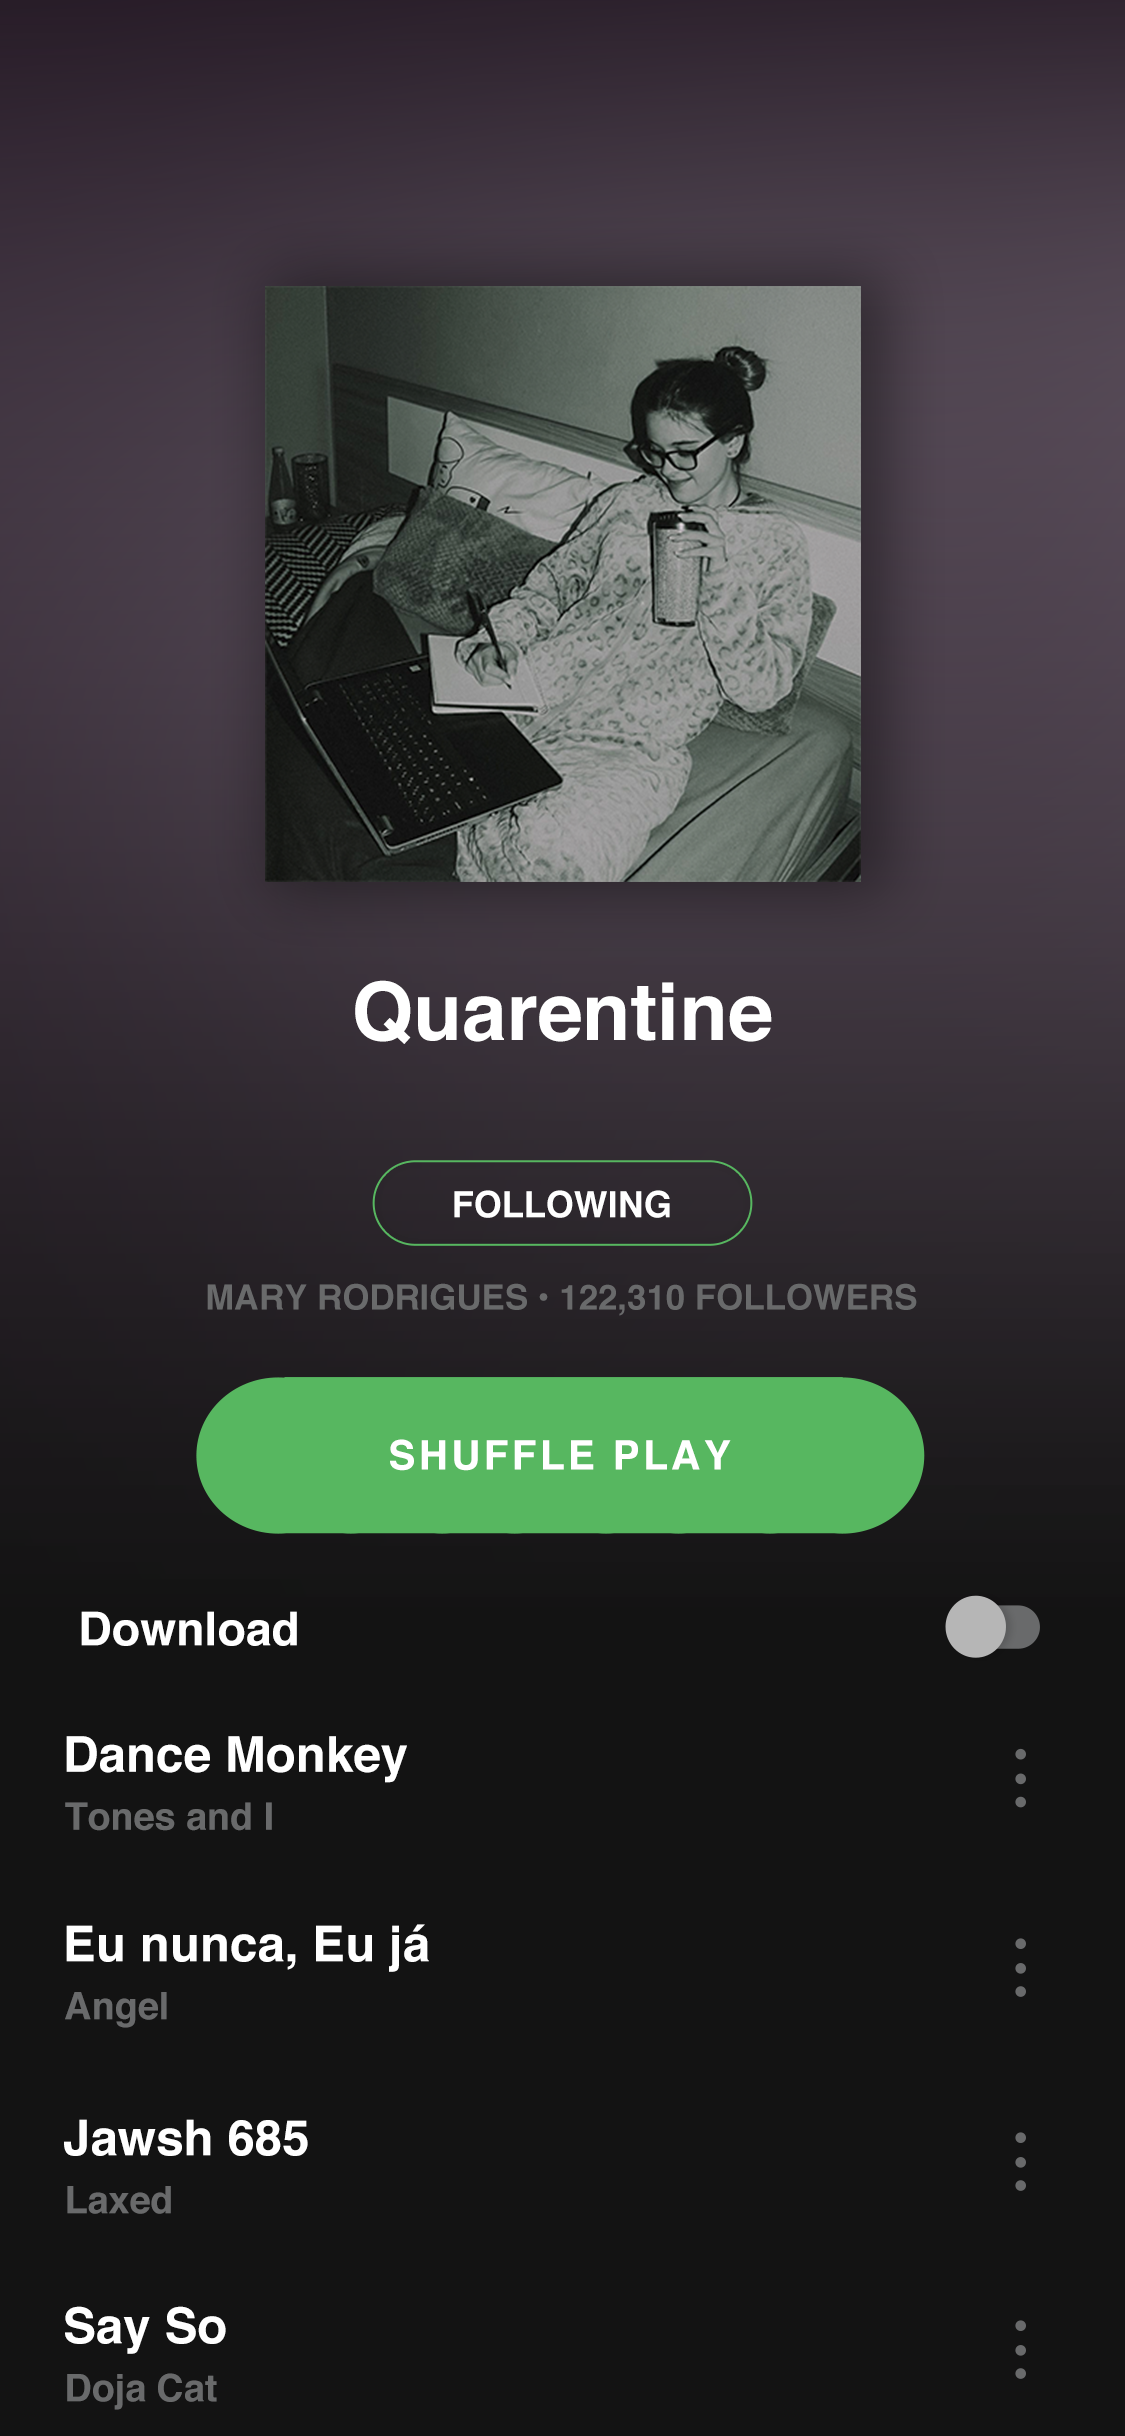 Quarentine
FOLLOWING
MARY RODRIGUES • 122,310 FOLLOWERS
SHUFFLE PLAY
Download
Dance Monkey
Tones and I
Eu nunca, Eu já
Angel
Jawsh 685
Laxed
Say So
Doja Cat